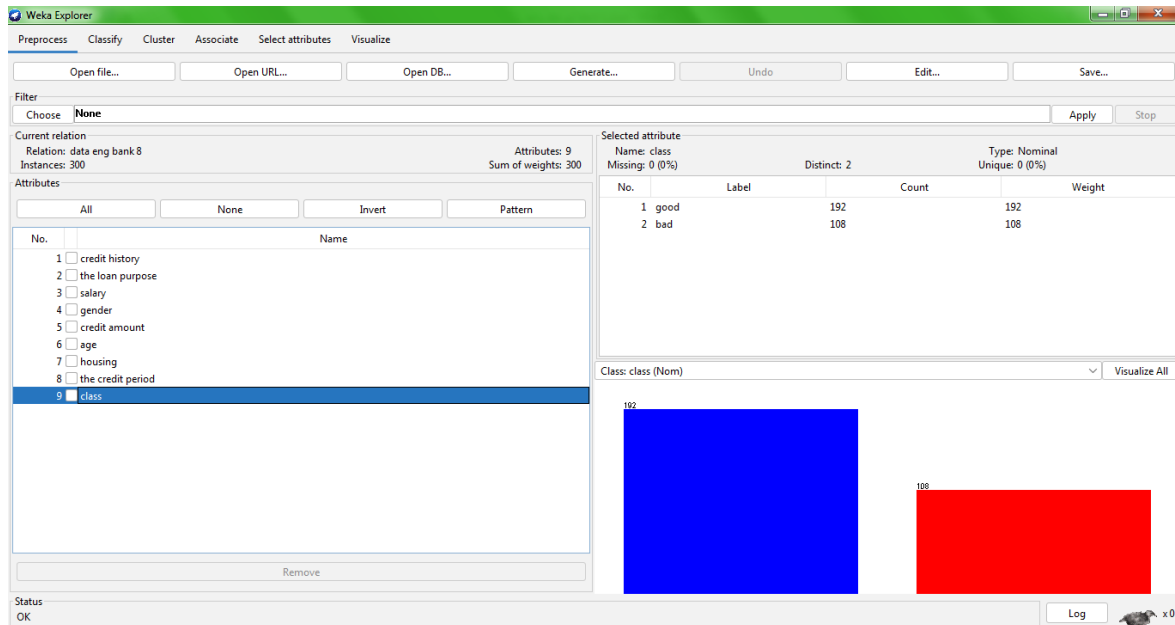 Weka Explorer
Preprocess Classify Cluster Associate Select attributes Visualize
Open file... Open URL... Open DB... Generate... Undo Edit... Save...
Filter
Choose None Apply Stop
Current relation
Relation: data eng bank 8 Attributes: 9
Instances: 300 Sum of weights: 300
Selected attribute
Name: class Type: Nominal
Missing: 0 (0%) Distinct: 2 Unique: 0 (0%)
Attributes
All None Invert Pattern
No. Name
1 credit history
2 the loan purpose
3 salary
4 gender
5 credit amount
6 age
7 housing
8 the credit period
9 class
Remove
No. Label Count Weight
1 good 192 192
2 bad 108 108
Class: class (Nom) Visualize All
192
108
Status
OK
Log x 0